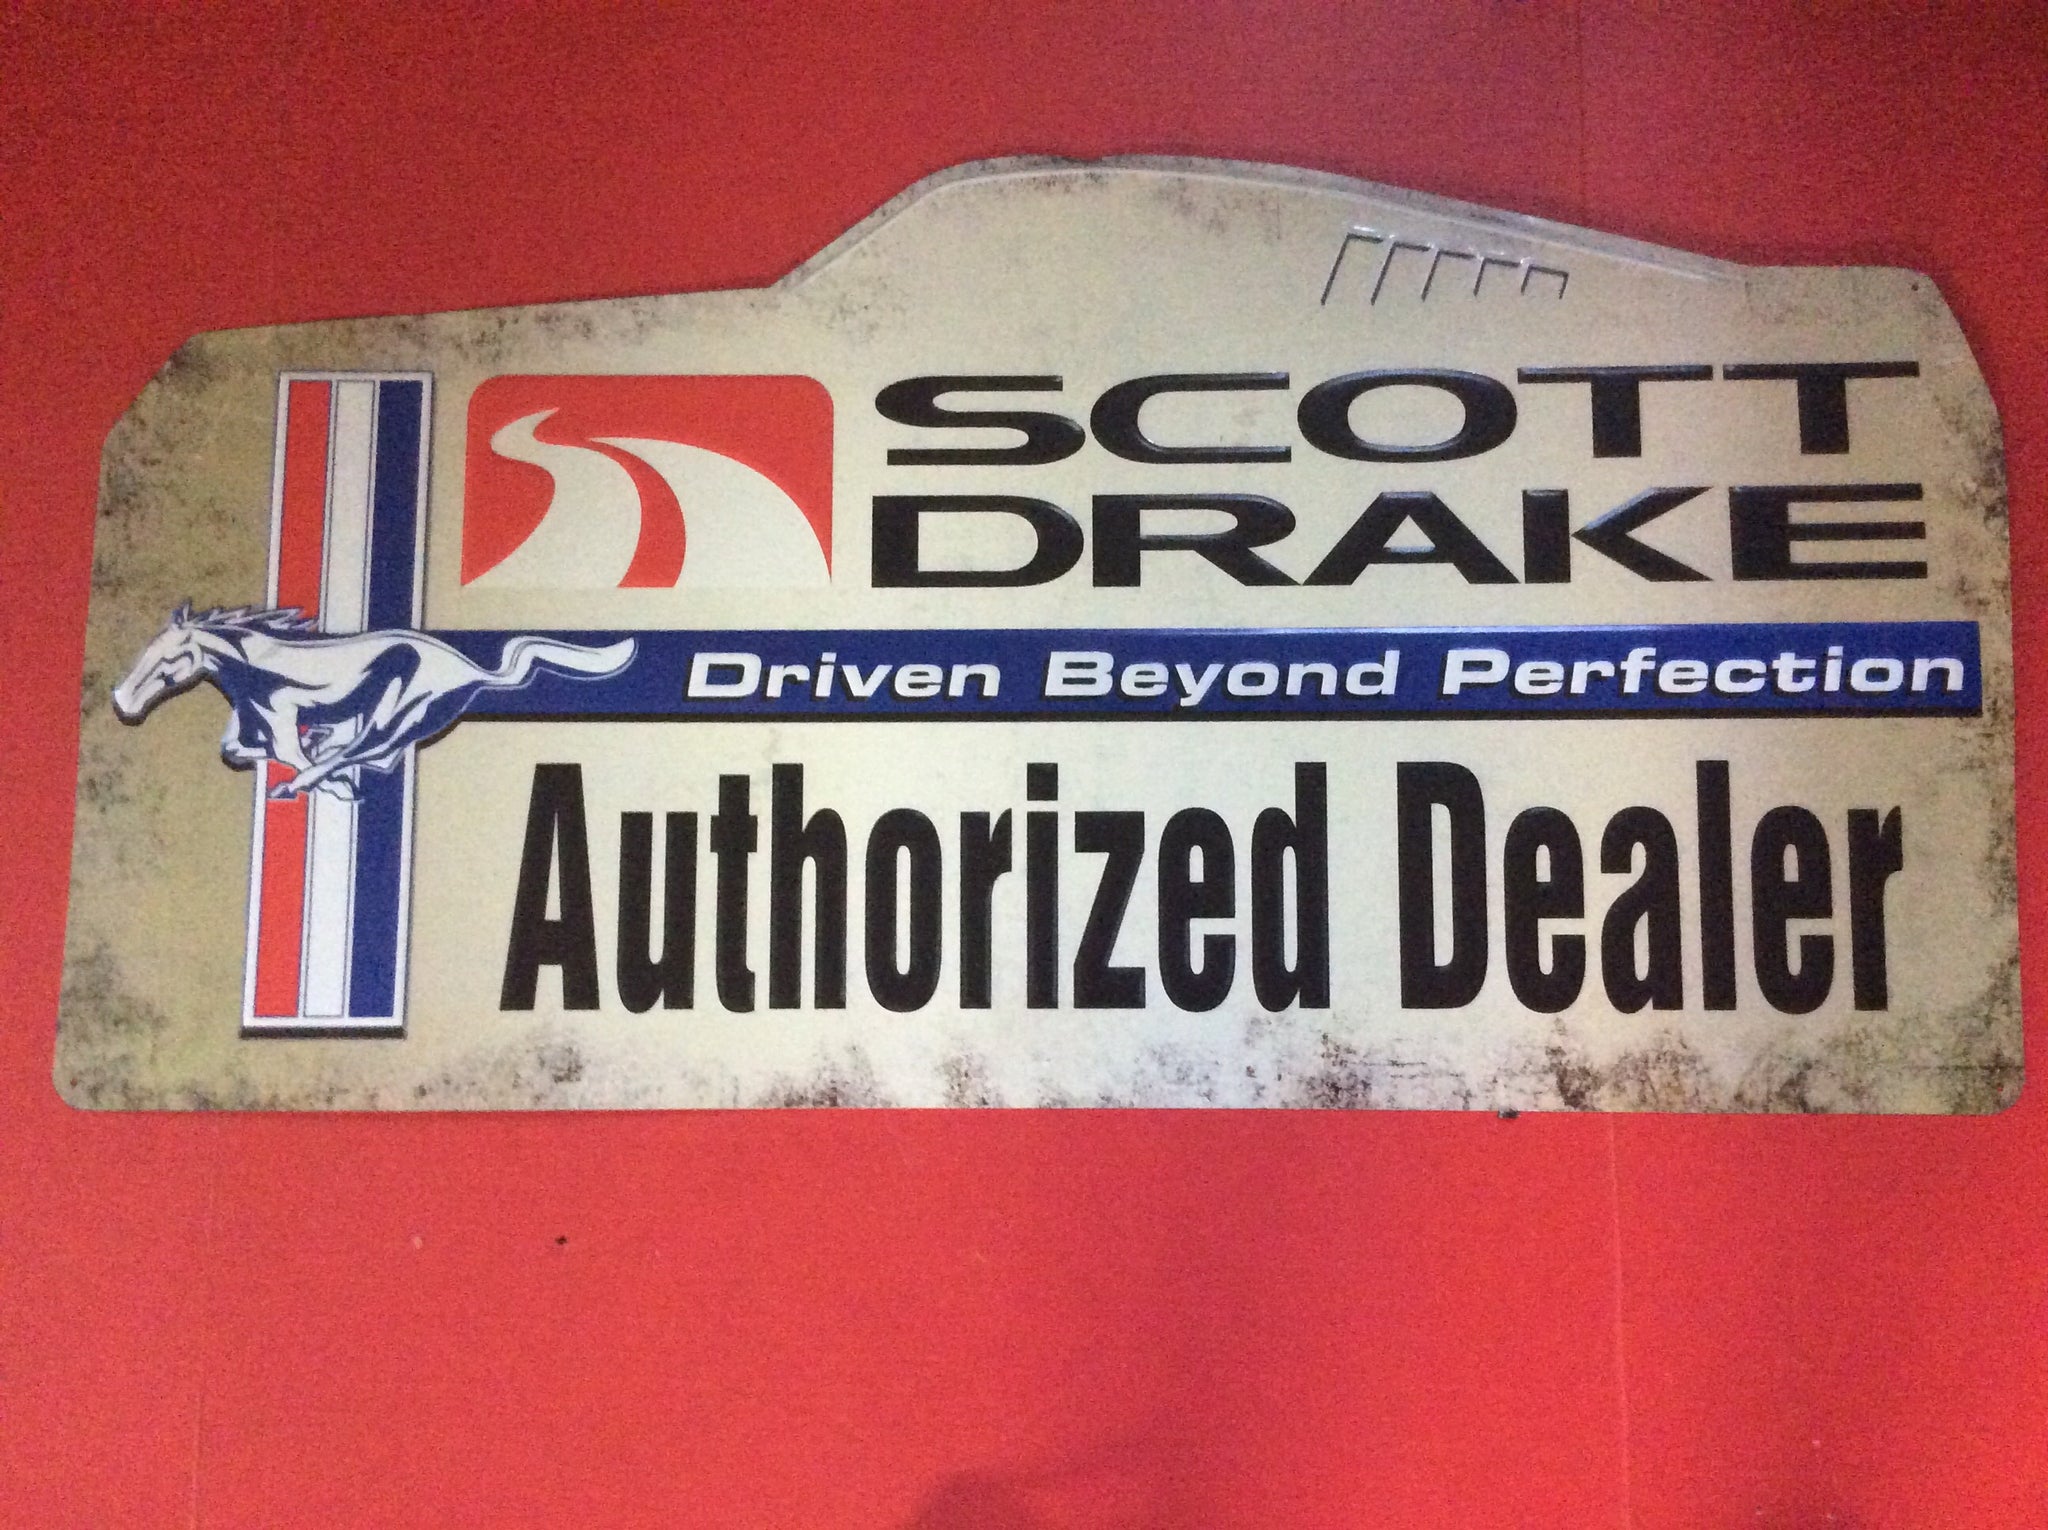 SCOTT
DRAKE
Driven Beyond Perfection
Authorized Dealer